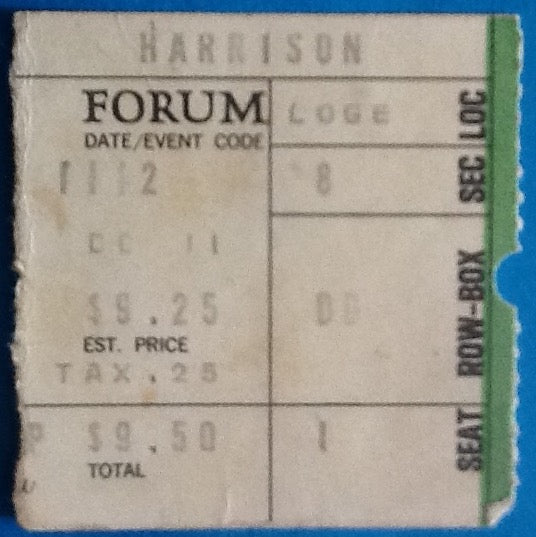 HARRISON
FORUM LOGE LOC
DATE/EVENT CODE
1112 8 SEC
$9.25 ROW-BOX
EST. PRICE
TAX .25
$9.50 1 SEAT
TOTAL